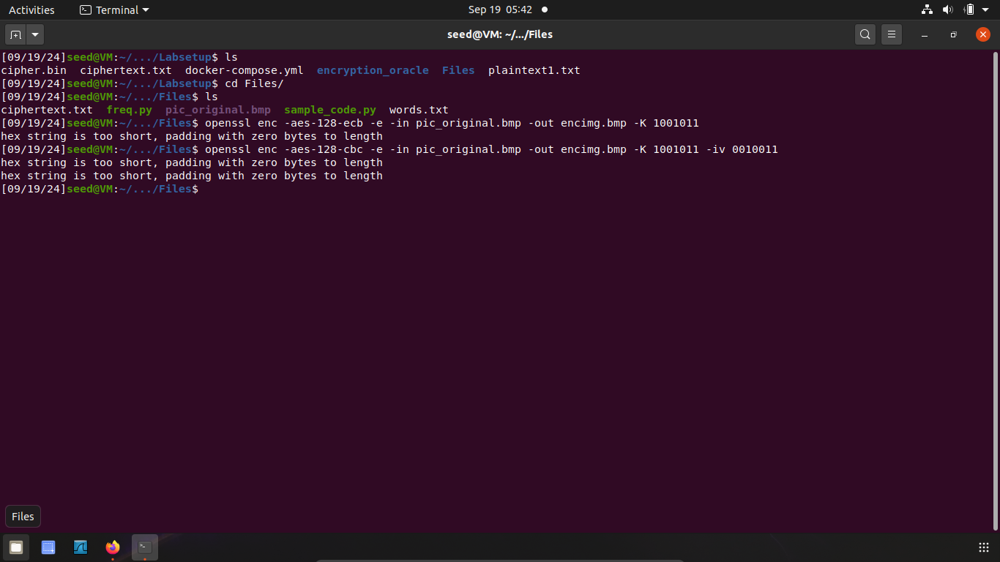 Activities Terminal Sep 19 05:42
seed@VM: ~/.../Files
[09/19/24]seed@VM:~/.../Labsetup$ ls
cipher.bin  ciphertext.txt  docker-compose.yml  encryption_oracle  Files  plaintext1.txt
[09/19/24]seed@VM:~/.../Labsetup$ cd Files/
[09/19/24]seed@VM:~/.../Files$ ls
ciphertext.txt  freq.py  pic_original.bmp  sample_code.py  words.txt
[09/19/24]seed@VM:~/.../Files$ openssl enc -aes-128-ecb -e -in pic_original.bmp -out encimg.bmp -K 1001011
hex string is too short, padding with zero bytes to length
[09/19/24]seed@VM:~/.../Files$ openssl enc -aes-128-cbc -e -in pic_original.bmp -out encimg.bmp -K 1001011 -iv 0010011
hex string is too short, padding with zero bytes to length
hex string is too short, padding with zero bytes to length
[09/19/24]seed@VM:~/.../Files$
Files